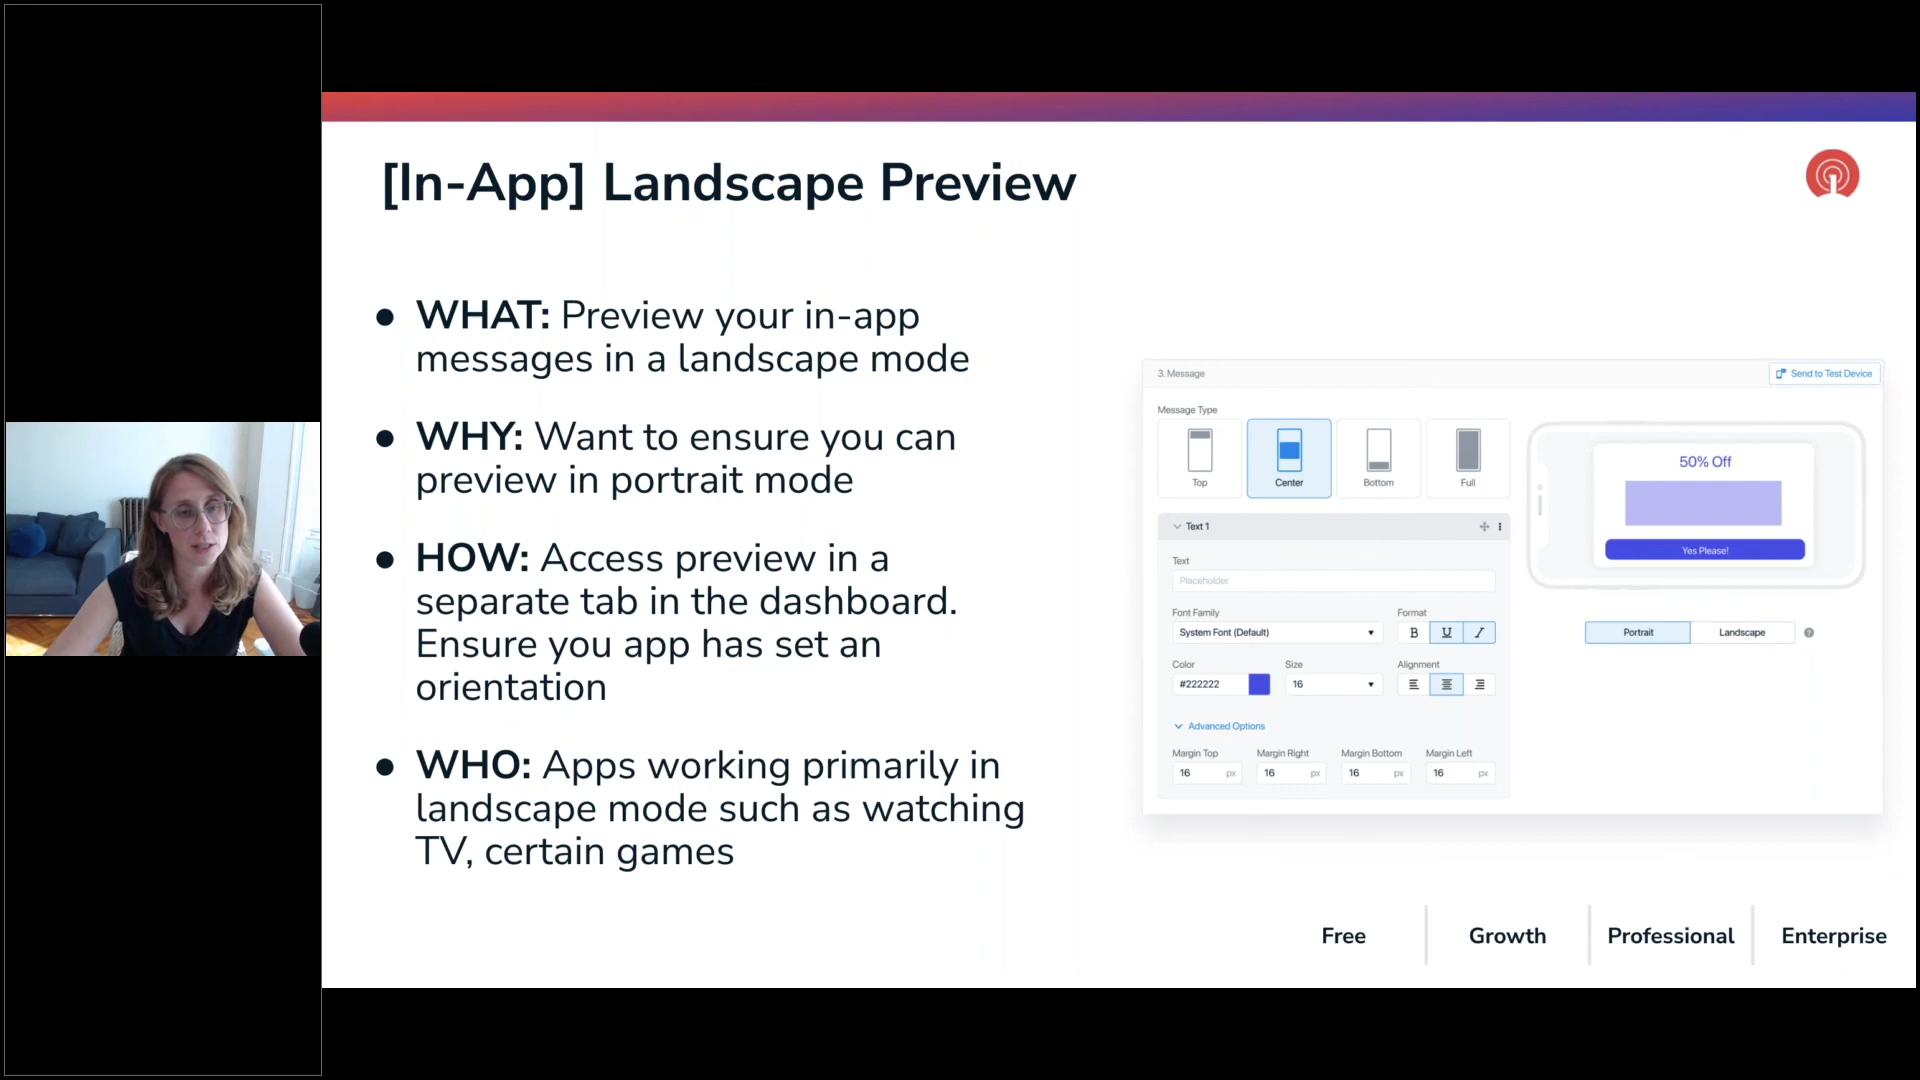 [In-App] Landscape Preview
● WHAT: Preview your in-app
messages in a landscape mode
● WHY: Want to ensure you can
preview in portrait mode
● HOW: Access preview in a
separate tab in the dashboard.
Ensure you app has set an
orientation
● WHO: Apps working primarily in
landscape mode such as watching
TV, certain games
3. Message
Send to Test Device
Message Type
Top Center Bottom Full
Text 1
Text
Placeholder
Font Family Format
System Font (Default) B U I
Color Size Alignment
#222222 16
Advanced Options
Margin Top Margin Right Margin Bottom Margin Left
16 px 16 px 16 px 16 px
50% Off
Yes Please!
Portrait Landscape ?
Free Growth Professional Enterprise